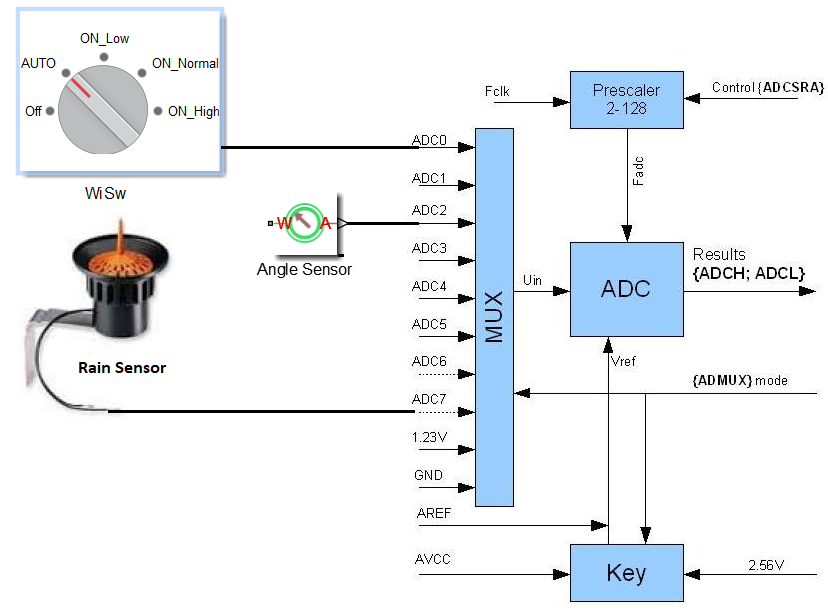 ON_Low
AUTO
ON_Normal
Off
ON_High
WiSw
W A
Angle Sensor
Rain Sensor
ADC0
ADC1
ADC2
ADC3
ADC4
ADC5
ADC6
ADC7
1.23V
GND
AREF
AVCC
MUX
Fclk
Prescaler
2-128
Control {ADCSRA}
Fadc
Uin
ADC
Results
{ADCH; ADCL}
Vref
{ADMUX} mode
Key
2.56V